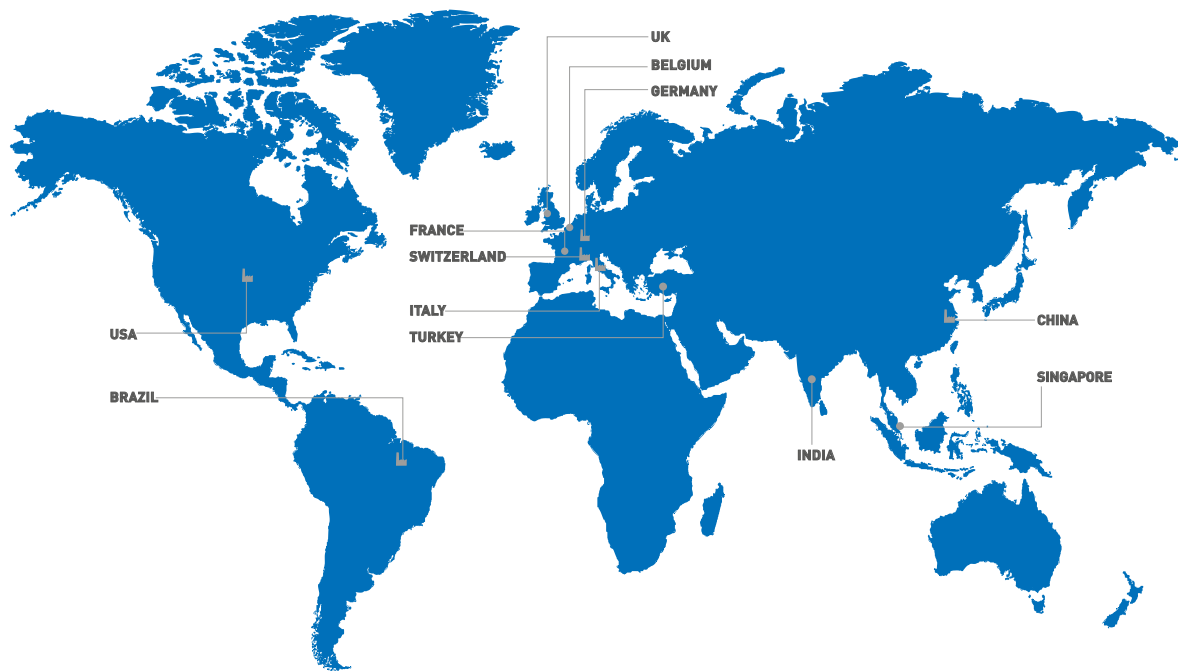 UK
BELGIUM
GERMANY
FRANCE
SWITZERLAND
ITALY
TURKEY
USA
BRAZIL
CHINA
SINGAPORE
INDIA